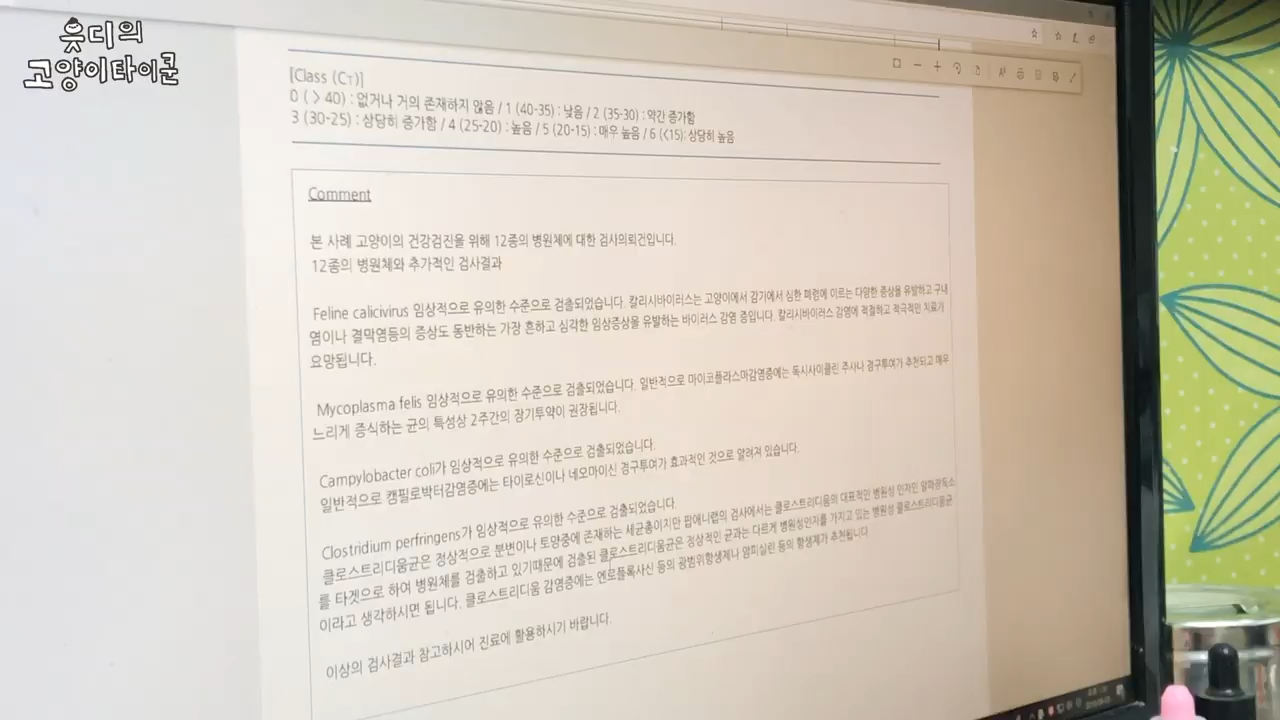 읏디의
고양이타이쿤
[Class (CT)]
0 ( > 40) : 없거나 거의 존재하지 않음 / 1 (40-35) : 낮음 / 2 (35-30) : 약간 증가함
3 (30-25) : 상당히 증가함 / 4 (25-20) : 높음 / 5 (20-15) : 매우 높음 / 6 (<15): 상당히 높음
Comment
본 사례 고양이의 건강검진을 위해 12종의 병원체에 대한 검사의뢰건입니다.
12종의 병원체와 추가적인 검사결과
Feline calicivirus 임상적으로 유의한 수준으로 검출되었습니다. 칼리시바이러스는 고양이에서 감기에서 심한 폐렴에 이르는 다양한 증상을 유발하고 구내
염이나 결막염등의 증상도 동반하는 가장 흔하고 심각한 임상증상을 유발하는 바이러스 감염 중입니다. 칼리시바이러스 감염에 적절하고 적극적인 치료가
요망됩니다.
Mycoplasma felis 임상적으로 유의한 수준으로 검출되었습니다. 일반적으로 마이코플라스마감염증에는 독시사이클린 주사나 경구투여가 추천되고 매우
느리게 증식하는 균의 특성상 2주간의 장기투약이 권장됩니다.
Campylobacter coli가 임상적으로 유의한 수준으로 검출되었습니다.
일반적으로 캠필로박터감염증에는 타이로신이나 네오마이신 경구투여가 효과적인 것으로 알려져 있습니다.
Clostridium perfringens가 임상적으로 유의한 수준으로 검출되었습니다
클로스트리디움균은 정상적으로 분변이나 토양중에 존재하는 세균총이지만 팝애니랩의 검사에서는 클로스트리디움의 대표적인 병원성 인자인 알파장독소
를 타겟으로 하여 병원체를 검출하고 있기때문에 검출된 클로스트리디움균은 정상적인 균과는 다르게 병원성인자를 가지고 있는 병원성 클로스트리디움균
이라고 생각하시면 됩니다. 클로스트리디움 감염증에는 엔로플록사신 등의 광범위항생제나 암피실린 등의 항생제가 추천됩니다
이상의 검사결과 참고하시어 진료에 활용하시기 바랍니다.